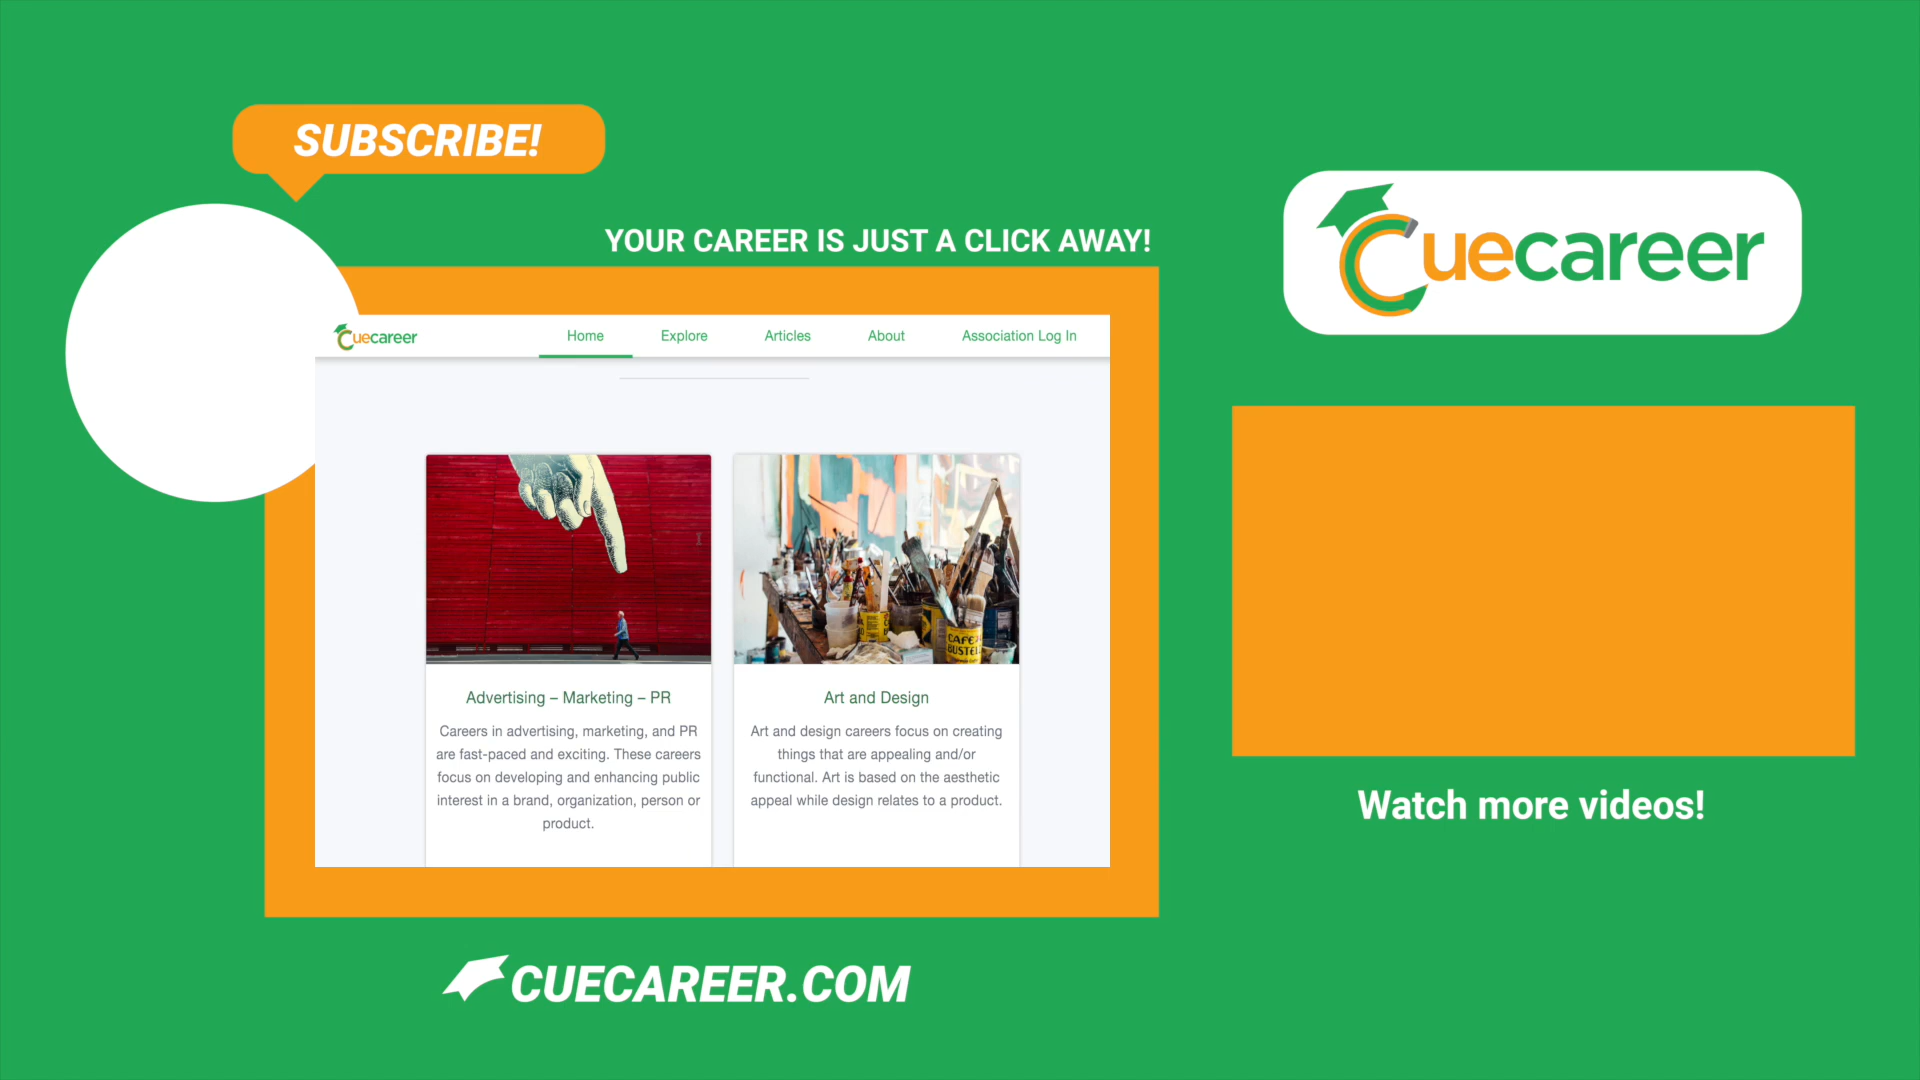 SUBSCRIBE!
YOUR CAREER IS JUST A CLICK AWAY!
Cuecareer
Cuecareer
Home Explore Articles About Association Log In
CAFE
BUSTEL
Advertising – Marketing – PR
Careers in advertising, marketing, and PR
are fast-paced and exciting. These careers
focus on developing and enhancing public
interest in a brand, organization, person or
product.
Art and Design
Art and design careers focus on creating
things that are appealing and/or
functional. Art is based on the aesthetic
appeal while design relates to a product.
Watch more videos!
CUECAREER.COM